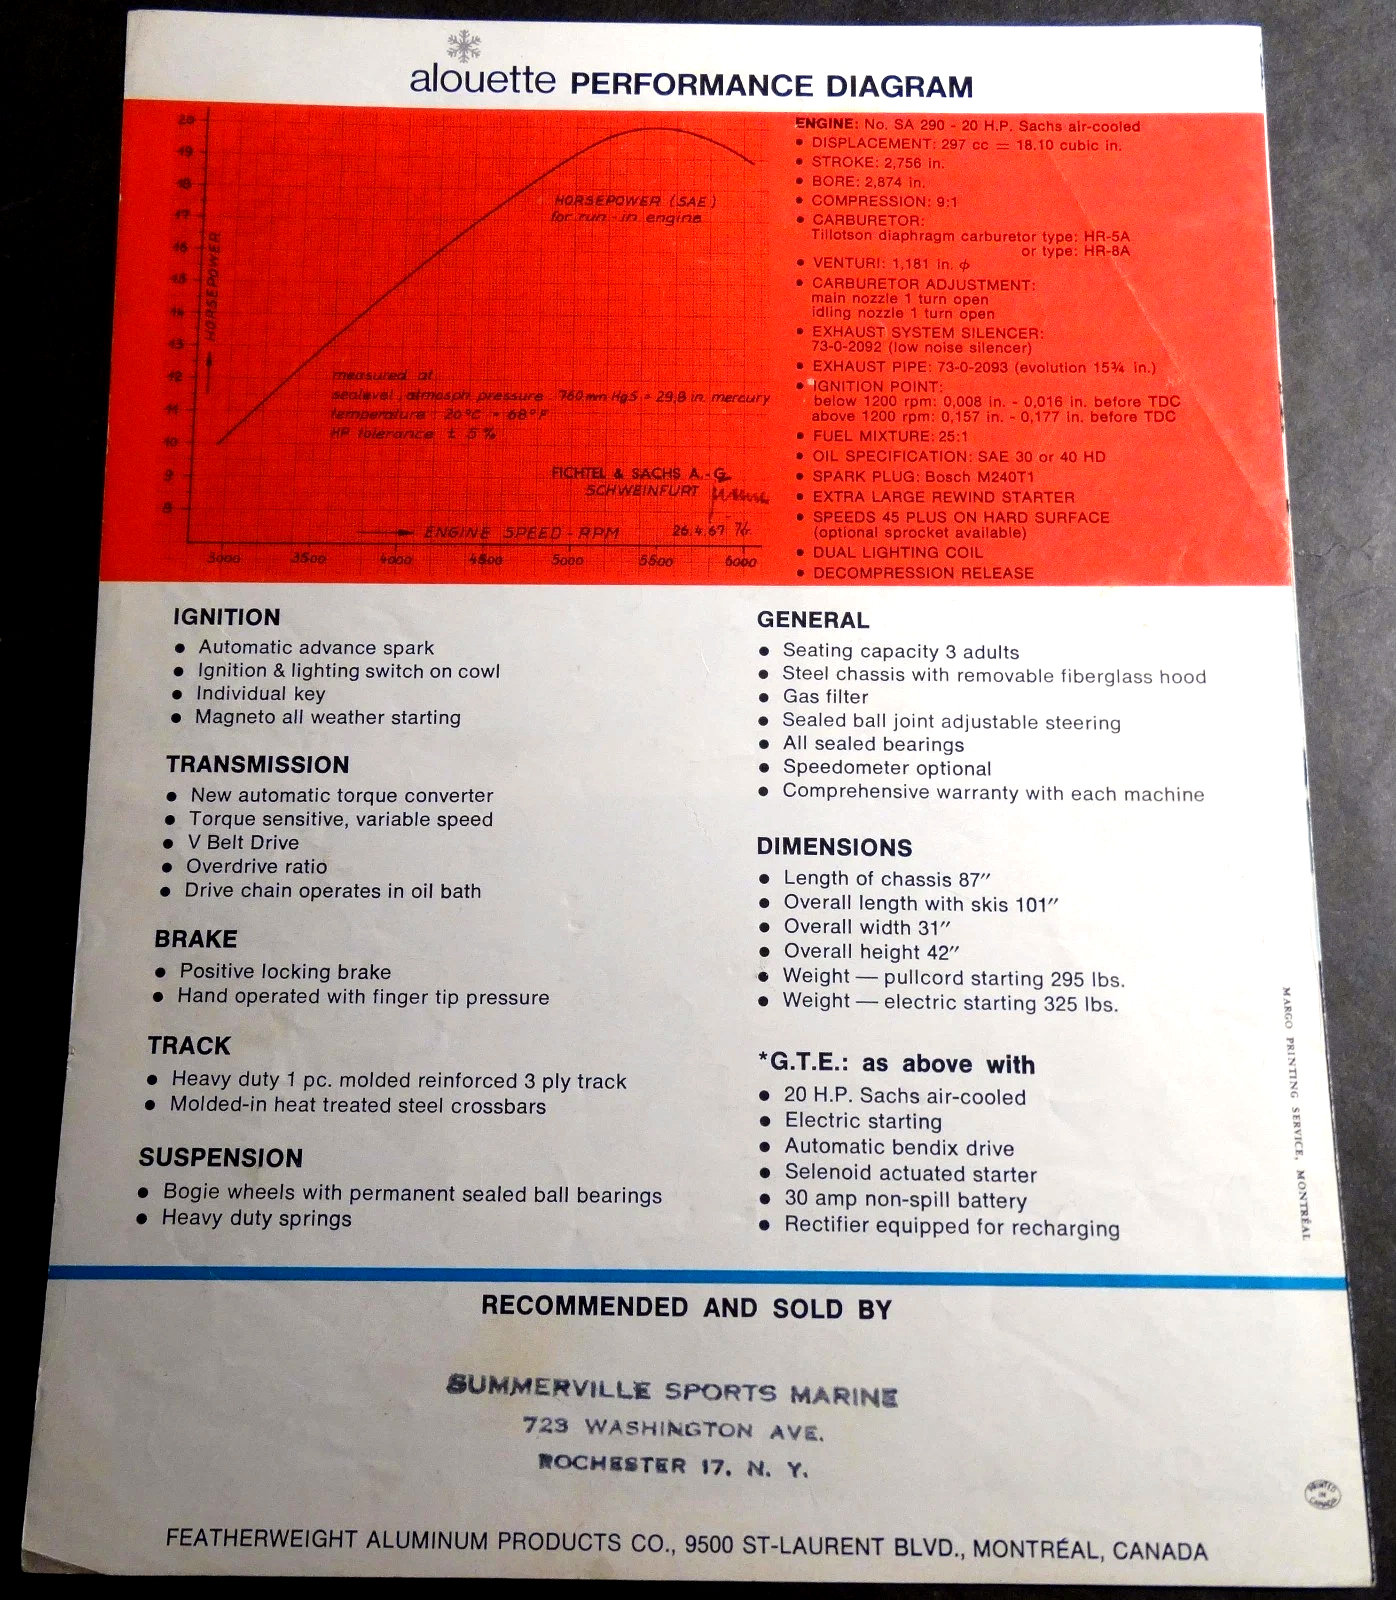 alouette PERFORMANCE DIAGRAM
20
19
18
17
16
15
14
13
12
11
10
9
8
HORSEPOWER
HORSEPOWER (SAE)
for run-in engine
measured at
sealevel, atmosph. pressure 760 mm HgS = 29,8 in. mercury
temperature : 20°C = 68°F
HP tolerance ± 5 %
FICHTEL & SACHS A.-G.
SCHWEINFURT
ENGINE SPEED - RPM
26.4.67
3000 3500 4000 4500 5000 5500 6000
ENGINE: No. SA 290 - 20 H.P. Sachs air-cooled
• DISPLACEMENT: 297 cc = 18.10 cubic in.
• STROKE: 2,756 in.
• BORE: 2,874 in.
• COMPRESSION: 9:1
• CARBURETOR:
Tillotson diaphragm carburetor type: HR-5A
or type: HR-8A
• VENTURI: 1,181 in. ϕ
• CARBURETOR ADJUSTMENT:
main nozzle 1 turn open
idling nozzle 1 turn open
• EXHAUST SYSTEM SILENCER:
73-0-2092 (low noise silencer)
• EXHAUST PIPE: 73-0-2093 (evolution 15¾ in.)
• IGNITION POINT:
below 1200 rpm: 0,008 in. - 0,016 in. before TDC
above 1200 rpm: 0,157 in. - 0,177 in. before TDC
• FUEL MIXTURE: 25:1
• OIL SPECIFICATION: SAE 30 or 40 HD
• SPARK PLUG: Bosch M240T1
• EXTRA LARGE REWIND STARTER
• SPEEDS 45 PLUS ON HARD SURFACE
(optional sprocket available)
• DUAL LIGHTING COIL
• DECOMPRESSION RELEASE
IGNITION
• Automatic advance spark
• Ignition & lighting switch on cowl
• Individual key
• Magneto all weather starting
TRANSMISSION
• New automatic torque converter
• Torque sensitive, variable speed
• V Belt Drive
• Overdrive ratio
• Drive chain operates in oil bath
BRAKE
• Positive locking brake
• Hand operated with finger tip pressure
TRACK
• Heavy duty 1 pc. molded reinforced 3 ply track
• Molded-in heat treated steel crossbars
SUSPENSION
• Bogie wheels with permanent sealed ball bearings
• Heavy duty springs
GENERAL
• Seating capacity 3 adults
• Steel chassis with removable fiberglass hood
• Gas filter
• Sealed ball joint adjustable steering
• All sealed bearings
• Speedometer optional
• Comprehensive warranty with each machine
DIMENSIONS
• Length of chassis 87″
• Overall length with skis 101″
• Overall width 31″
• Overall height 42″
• Weight — pullcord starting 295 lbs.
• Weight — electric starting 325 lbs.
*G.T.E.: as above with
• 20 H.P. Sachs air-cooled
• Electric starting
• Automatic bendix drive
• Selenoid actuated starter
• 30 amp non-spill battery
• Rectifier equipped for recharging
MARGO PRINTING SERVICE, MONTRÉAL
RECOMMENDED AND SOLD BY
SUMMERVILLE SPORTS MARINE
723 WASHINGTON AVE.
ROCHESTER 17, N. Y.
PRINTED
IN
CANADA
FEATHERWEIGHT ALUMINUM PRODUCTS CO., 9500 ST-LAURENT BLVD., MONTRÉAL, CANADA